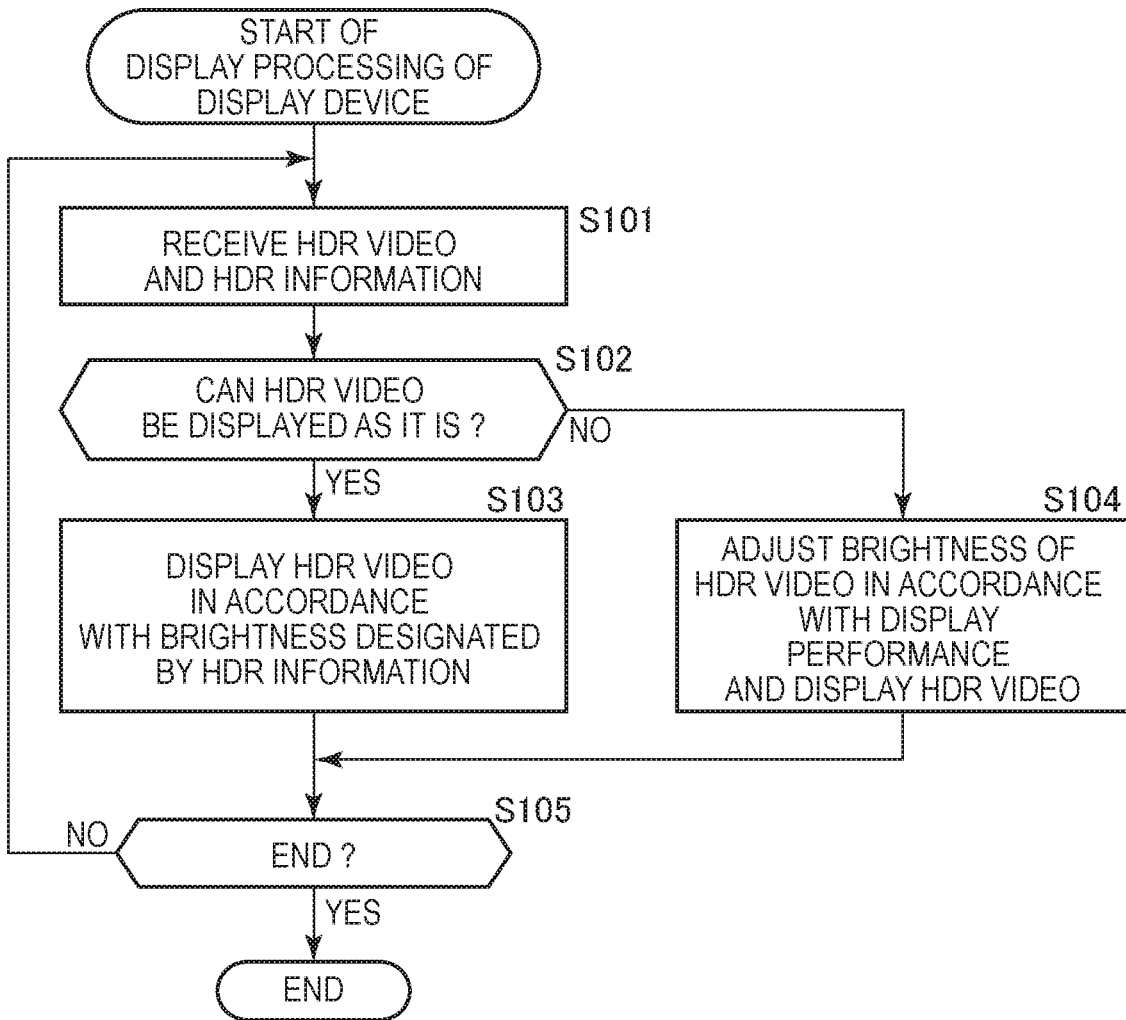 START OF
DISPLAY PROCESSING OF
DISPLAY DEVICE
S101
RECEIVE HDR VIDEO
AND HDR INFORMATION
S102
CAN HDR VIDEO
BE DISPLAYED AS IT IS ?
NO
YES
S103
DISPLAY HDR VIDEO
IN ACCORDANCE
WITH BRIGHTNESS DESIGNATED
BY HDR INFORMATION
S104
ADJUST BRIGHTNESS OF
HDR VIDEO IN ACCORDANCE
WITH DISPLAY
PERFORMANCE
AND DISPLAY HDR VIDEO
S105
NO
END ?
YES
END